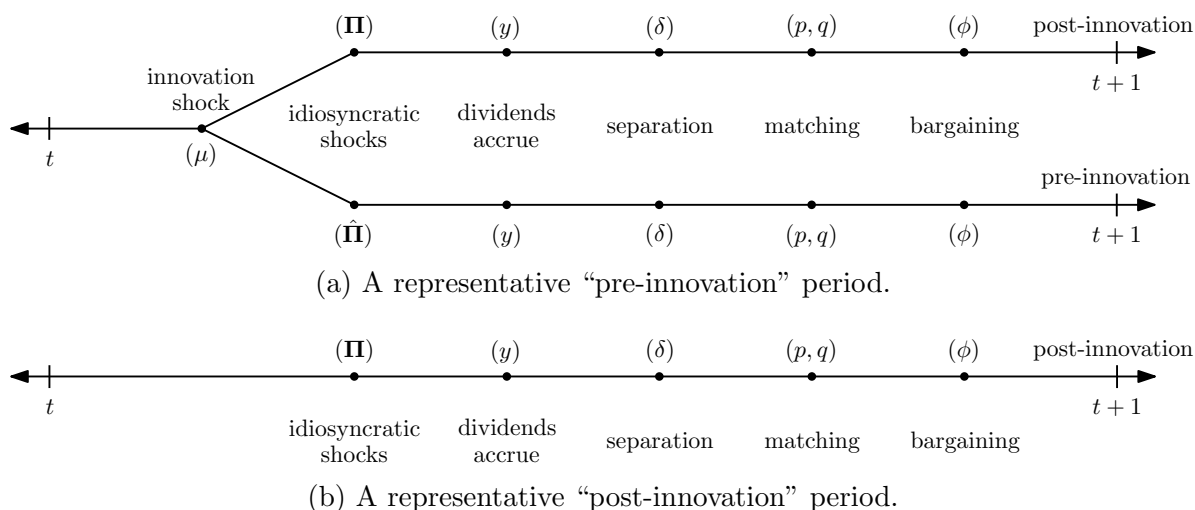 (Π) (y) (δ) (p, q) (ϕ) post-innovation
innovation
shock
t + 1
idiosyncratic dividends
shocks accrue separation matching bargaining
t
(μ)
pre-innovation
(Π̂) (y) (δ) (p, q) (ϕ) t + 1
(a) A representative “pre-innovation” period.
(Π) (y) (δ) (p, q) (ϕ) post-innovation
t t + 1
idiosyncratic dividends
shocks accrue separation matching bargaining
(b) A representative “post-innovation” period.